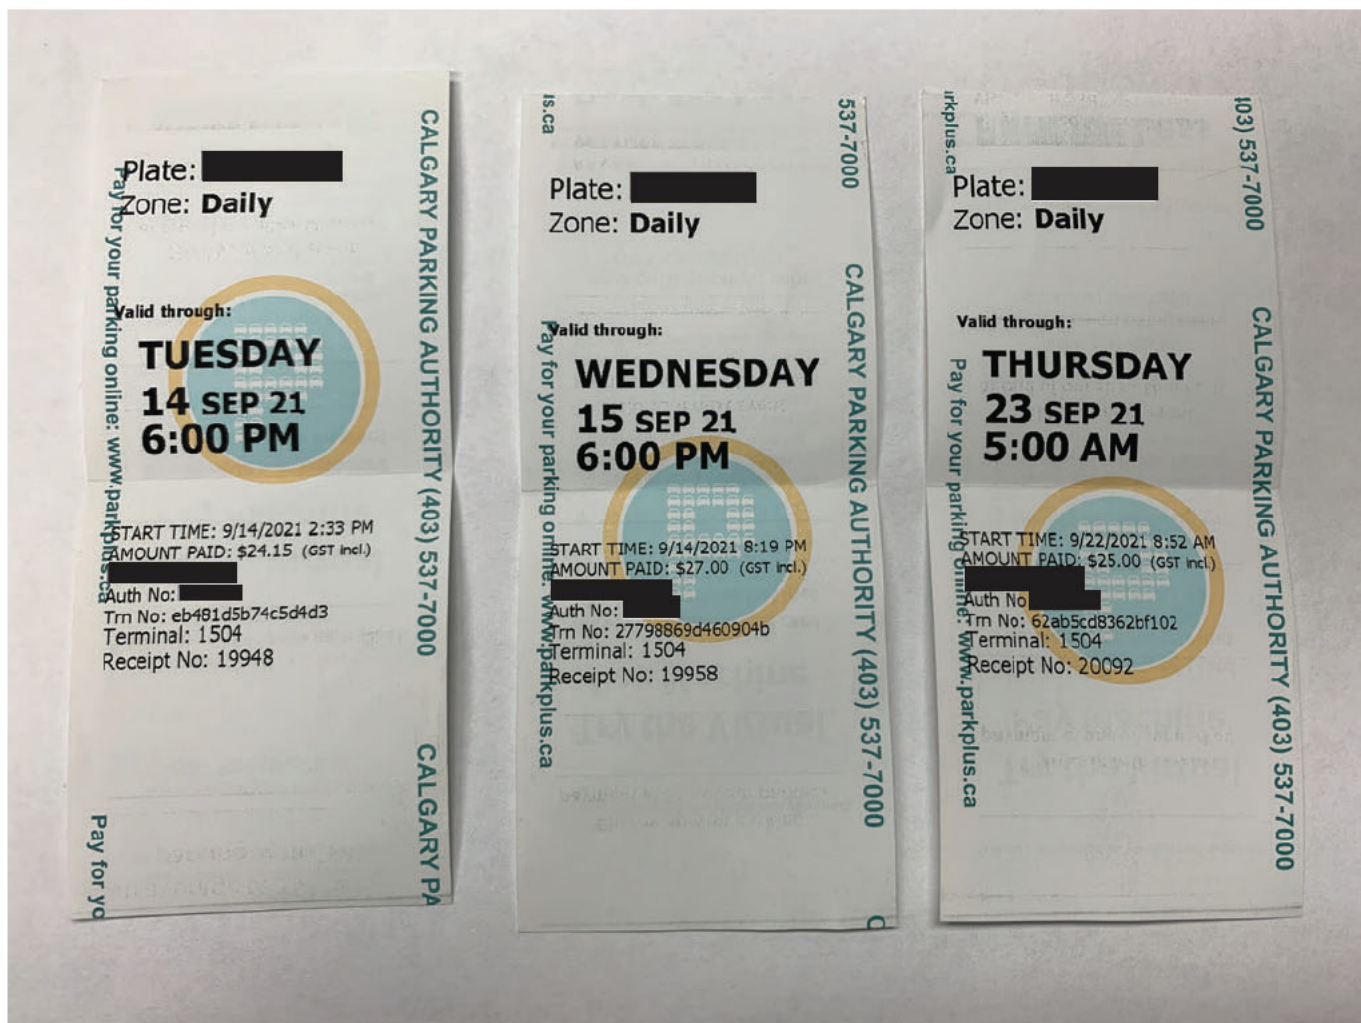 Plate:
Zone: Daily
Valid through:
TUESDAY
14 SEP 21
6:00 PM
START TIME: 9/14/2021 2:33 PM
AMOUNT PAID: $24.15 (GST incl.)
Auth No:
Trn No: eb481d5b74c5d4d3
Terminal: 1504
Receipt No: 19948
Pay for your parking online: www.parkplus.ca
Pay for yo
CALGARY PARKING AUTHORITY (403) 537-7000
CALGARY PA
is.ca
537-7000
Plate:
Zone: Daily
Valid through:
WEDNESDAY
15 SEP 21
6:00 PM
START TIME: 9/14/2021 8:19 PM
AMOUNT PAID: $27.00 (GST incl.)
Auth No:
Trn No: 27798869d460904b
Terminal: 1504
Receipt No: 19958
Pay for your parking online: www.parkplus.ca
CALGARY PARKING AUTHORITY (403) 537-7000
C
rkplus.ca
403) 537-7000
Plate:
Zone: Daily
Valid through:
THURSDAY
23 SEP 21
5:00 AM
START TIME: 9/22/2021 8:52 AM
AMOUNT PAID: $25.00 (GST incl.)
Auth No
Trn No: 62ab5cd8362bf102
Terminal: 1504
Receipt No: 20092
Pay for your parking online: www.parkplus.ca
CALGARY PARKING AUTHORITY (403) 537-7000